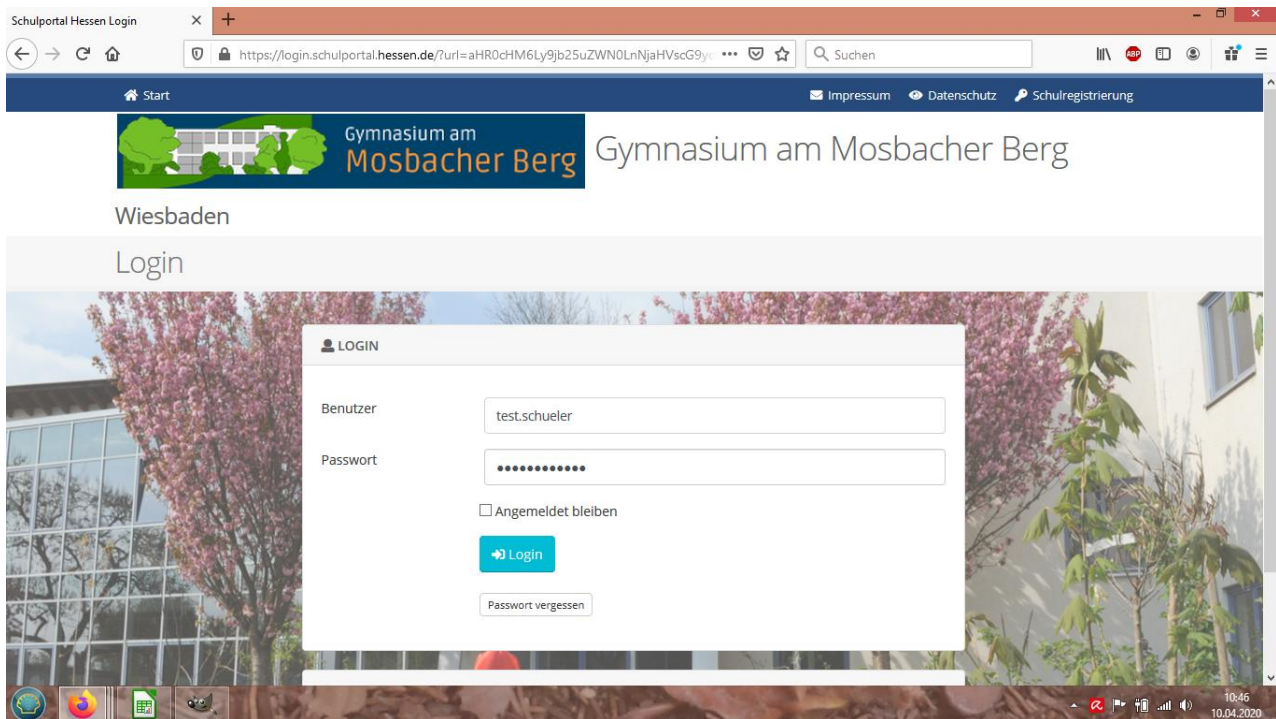 Schulportal Hessen Login
https://login.schulportal.hessen.de/?url=aHR0cHM6Ly9jb25uZWN0LnNjaHVscG9yc
Suchen
ABP
Start
Impressum Datenschutz Schulregistrierung
Gymnasium am
Mosbacher Berg
Gymnasium am Mosbacher Berg
Wiesbaden
Login
LOGIN
Benutzer test.schueler
Passwort ••••••••••••
Angemeldet bleiben
Login
Passwort vergessen
10:46
10.04.2020